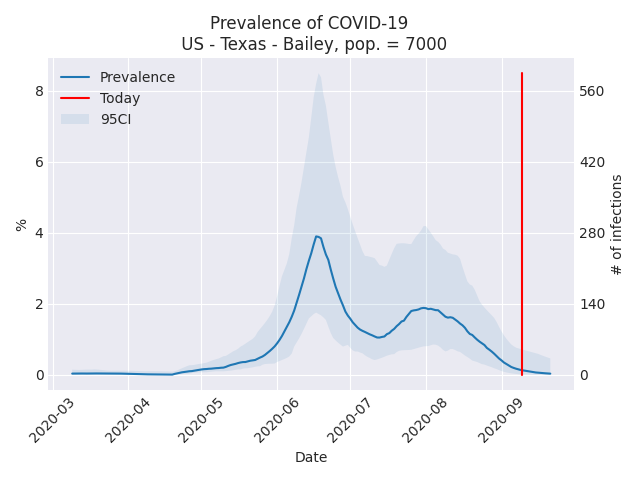 Prevalence of COVID-19
US - Texas - Bailey, pop. = 7000
Prevalence
Today
95CI
8
6
4
2
0
%
560
420
280
140
0
# of infections
2020-03
2020-04
2020-05
2020-06
2020-07
2020-08
2020-09
Date